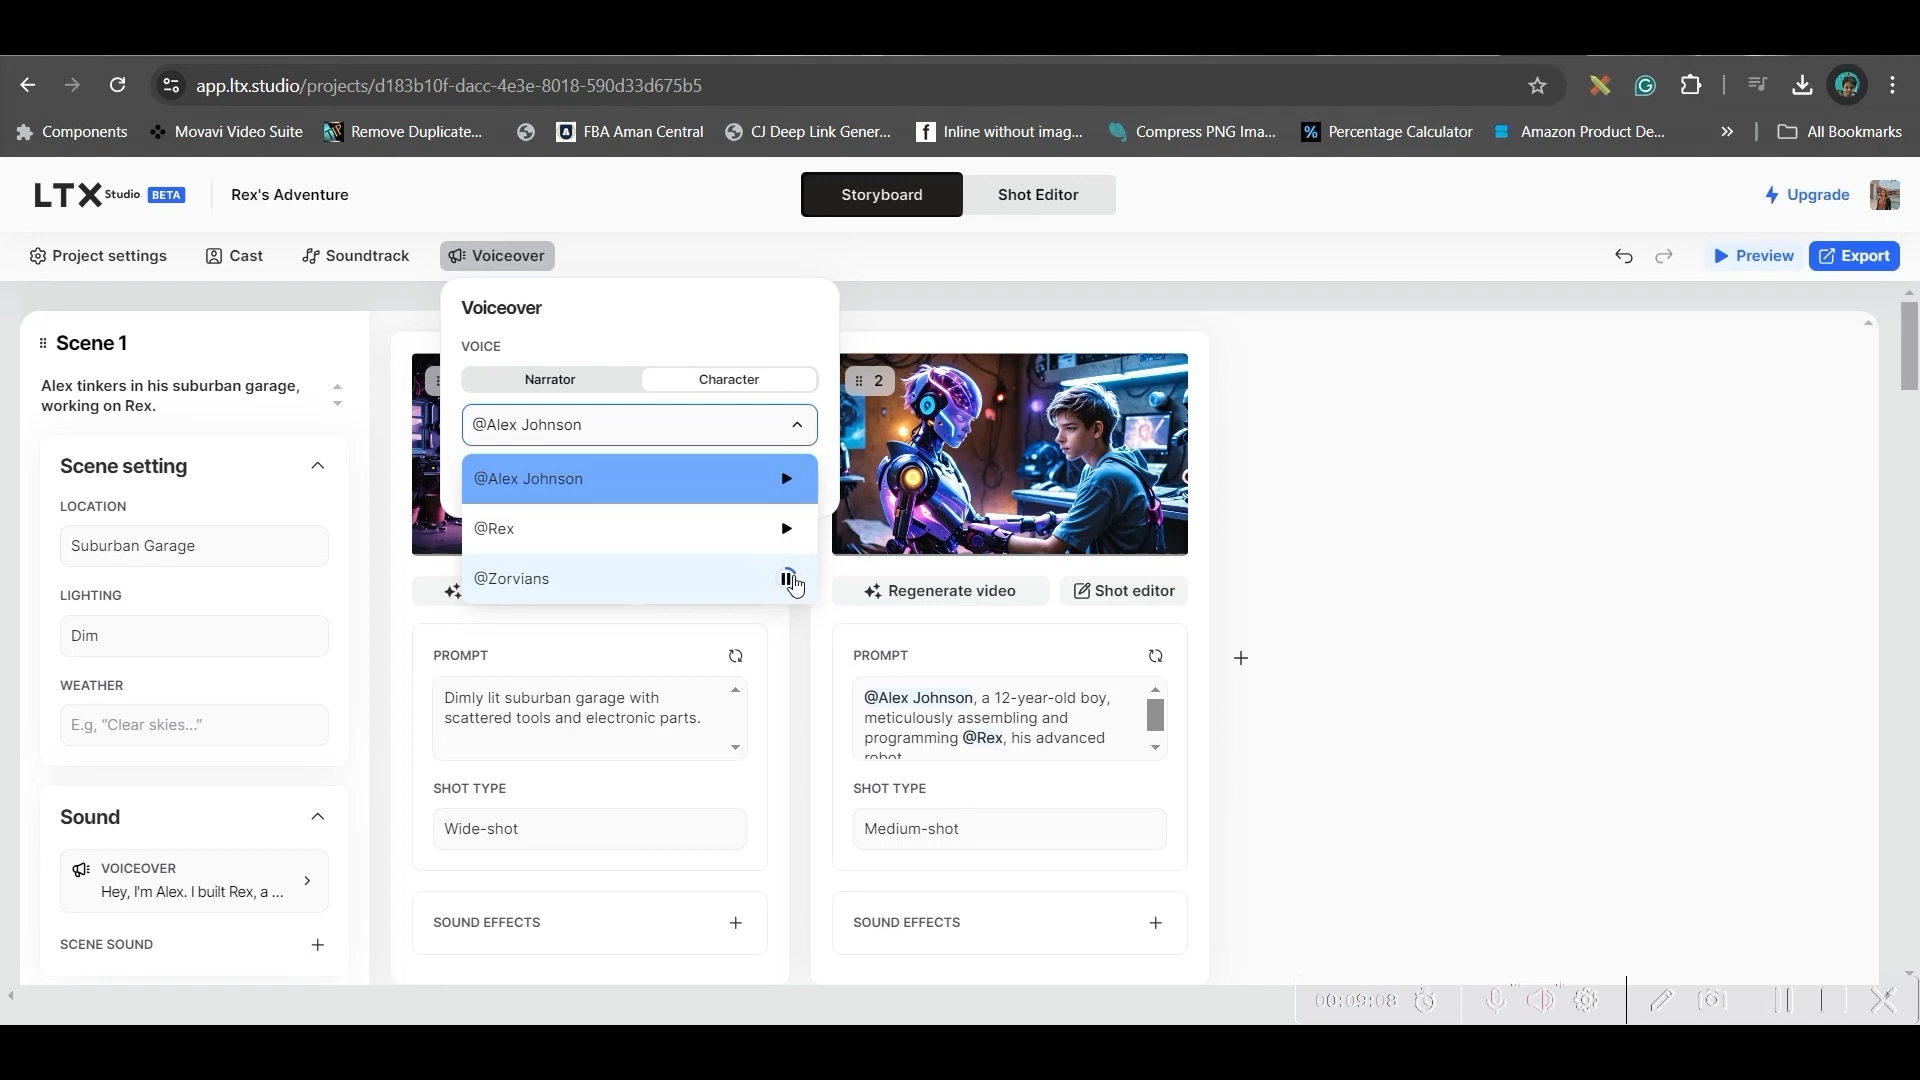 app.ltx.studio/projects/d183b10f-dacc-4e3e-8018-590d33d675b5
Components
Movavi Video Suite
Remove Duplicate...
FBA Aman Central
CJ Deep Link Gener...
Inline without imag...
Compress PNG Ima...
Percentage Calculator
Amazon Product De...
All Bookmarks
LTX Studio BETA
Rex's Adventure
Storyboard
Shot Editor
Upgrade
Project settings
Cast
Soundtrack
Voiceover
Preview
Export
Scene 1
Alex tinkers in his suburban garage,
working on Rex.
Scene setting
LOCATION
Suburban Garage
LIGHTING
Dim
WEATHER
E.g, “Clear skies...”
Sound
VOICEOVER
Hey, I'm Alex. I built Rex, a ...
SCENE SOUND
Voiceover
VOICE
Narrator
Character
@Alex Johnson
@Alex Johnson
@Rex
@Zorvians
PROMPT
Dimly lit suburban garage with
scattered tools and electronic parts.
SHOT TYPE
Wide-shot
SOUND EFFECTS
2
Regenerate video
Shot editor
PROMPT
@Alex Johnson, a 12-year-old boy,
meticulously assembling and
programming @Rex, his advanced
robot
SHOT TYPE
Medium-shot
SOUND EFFECTS
00:09:08